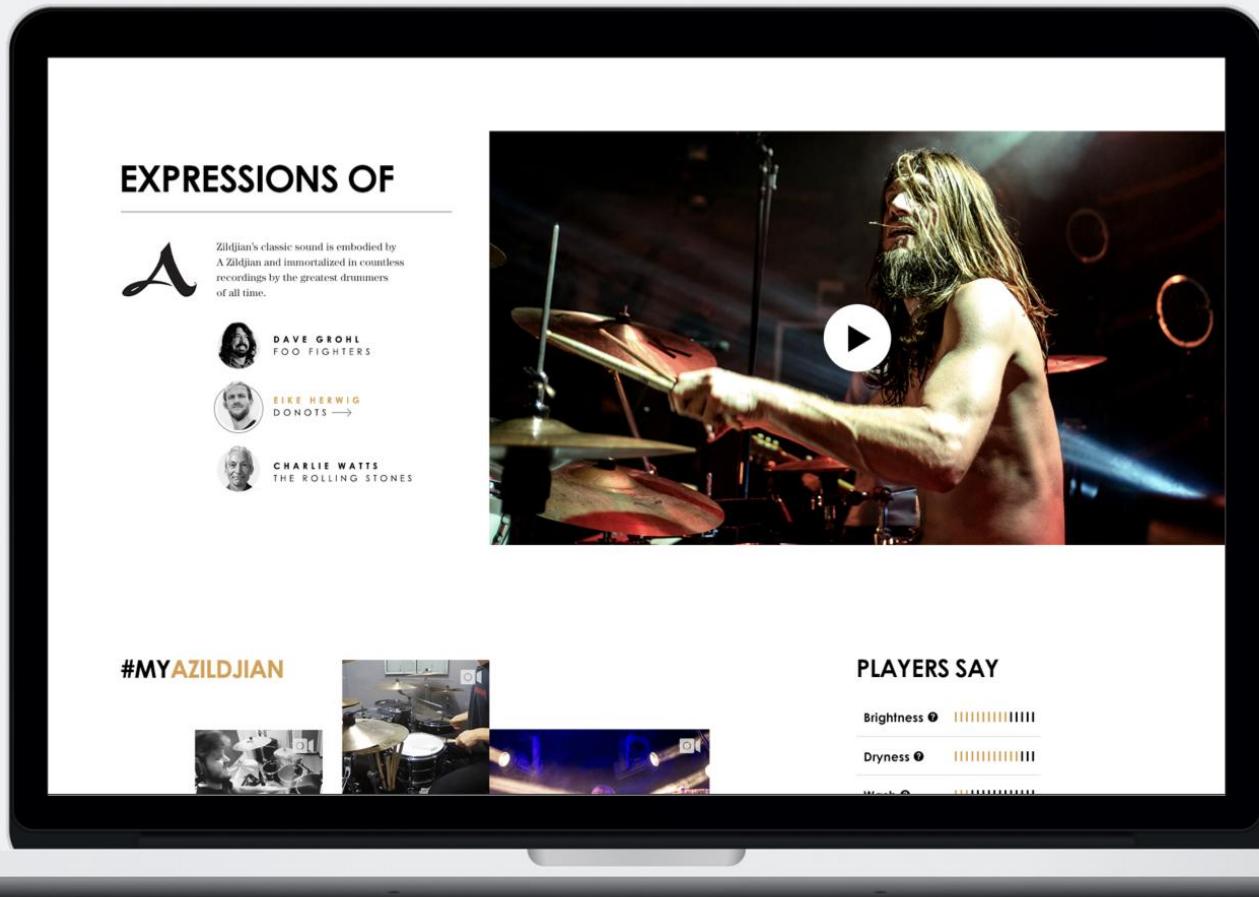 EXPRESSIONS OF
A
Zildjian's classic sound is embodied by
A Zildjian and immortalized in countless
recordings by the greatest drummers
of all time.
DAVE GROHL
FOO FIGHTERS
EIKE HERWIG
DONOTS →
CHARLIE WATTS
THE ROLLING STONES
#MYAZILDJIAN
PLAYERS SAY
Brightness ?
Dryness ?
Wash ?